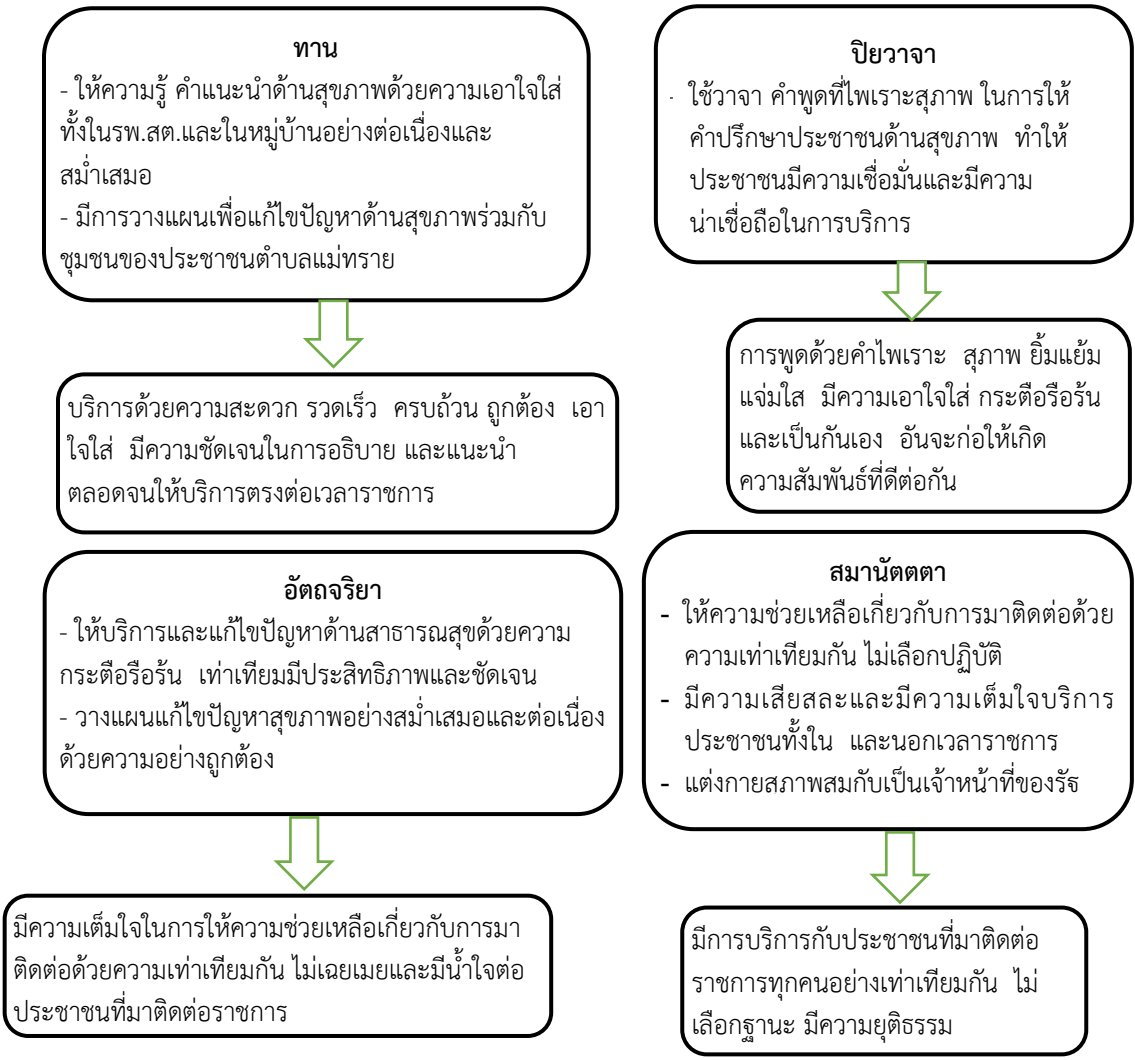 ทาน
- ให้ความรู้ คำแนะนำด้านสุขภาพด้วยความเอาใจใส่
ทั้งในรพ.สต.และในหมู่บ้านอย่างต่อเนื่องและ
สม่ำเสมอ
- มีการวางแผนเพื่อแก้ไขปัญหาด้านสุขภาพร่วมกับ
ชุมชนของประชาชนตำบลแม่ทราย
บริการด้วยความสะดวก รวดเร็ว ครบถ้วน ถูกต้อง เอา
ใจใส่ มีความชัดเจนในการอธิบาย และแนะนำ
ตลอดจนให้บริการตรงต่อเวลาราชการ
ปิยวาจา
- ใช้วาจา คำพูดที่ไพเราะสุภาพ ในการให้
คำปรึกษาประชาชนด้านสุขภาพ ทำให้
ประชาชนมีความเชื่อมั่นและมีความ
น่าเชื่อถือในการบริการ
การพูดด้วยคำไพเราะ สุภาพ ยิ้มแย้ม
แจ่มใส มีความเอาใจใส่ กระตือรือร้น
และเป็นกันเอง อันจะก่อให้เกิด
ความสัมพันธ์ที่ดีต่อกัน
อัตถจริยา
- ให้บริการและแก้ไขปัญหาด้านสาธารณสุขด้วยความ
กระตือรือร้น เท่าเทียมมีประสิทธิภาพและชัดเจน
- วางแผนแก้ไขปัญหาสุขภาพอย่างสม่ำเสมอและต่อเนื่อง
ด้วยความอย่างถูกต้อง
มีความเต็มใจในการให้ความช่วยเหลือเกี่ยวกับการมา
ติดต่อด้วยความเท่าเทียมกัน ไม่เฉยเมยและมีน้ำใจต่อ
ประชาชนที่มาติดต่อราชการ
สมานัตตตา
- ให้ความช่วยเหลือเกี่ยวกับการมาติดต่อด้วย
ความเท่าเทียมกัน ไม่เลือกปฏิบัติ
- มีความเสียสละและมีความเต็มใจบริการ
ประชาชนทั้งใน และนอกเวลาราชการ
- แต่งกายสภาพสมกับเป็นเจ้าหน้าที่ของรัฐ
มีการบริการกับประชาชนที่มาติดต่อ
ราชการทุกคนอย่างเท่าเทียมกัน ไม่
เลือกฐานะ มีความยุติธรรม